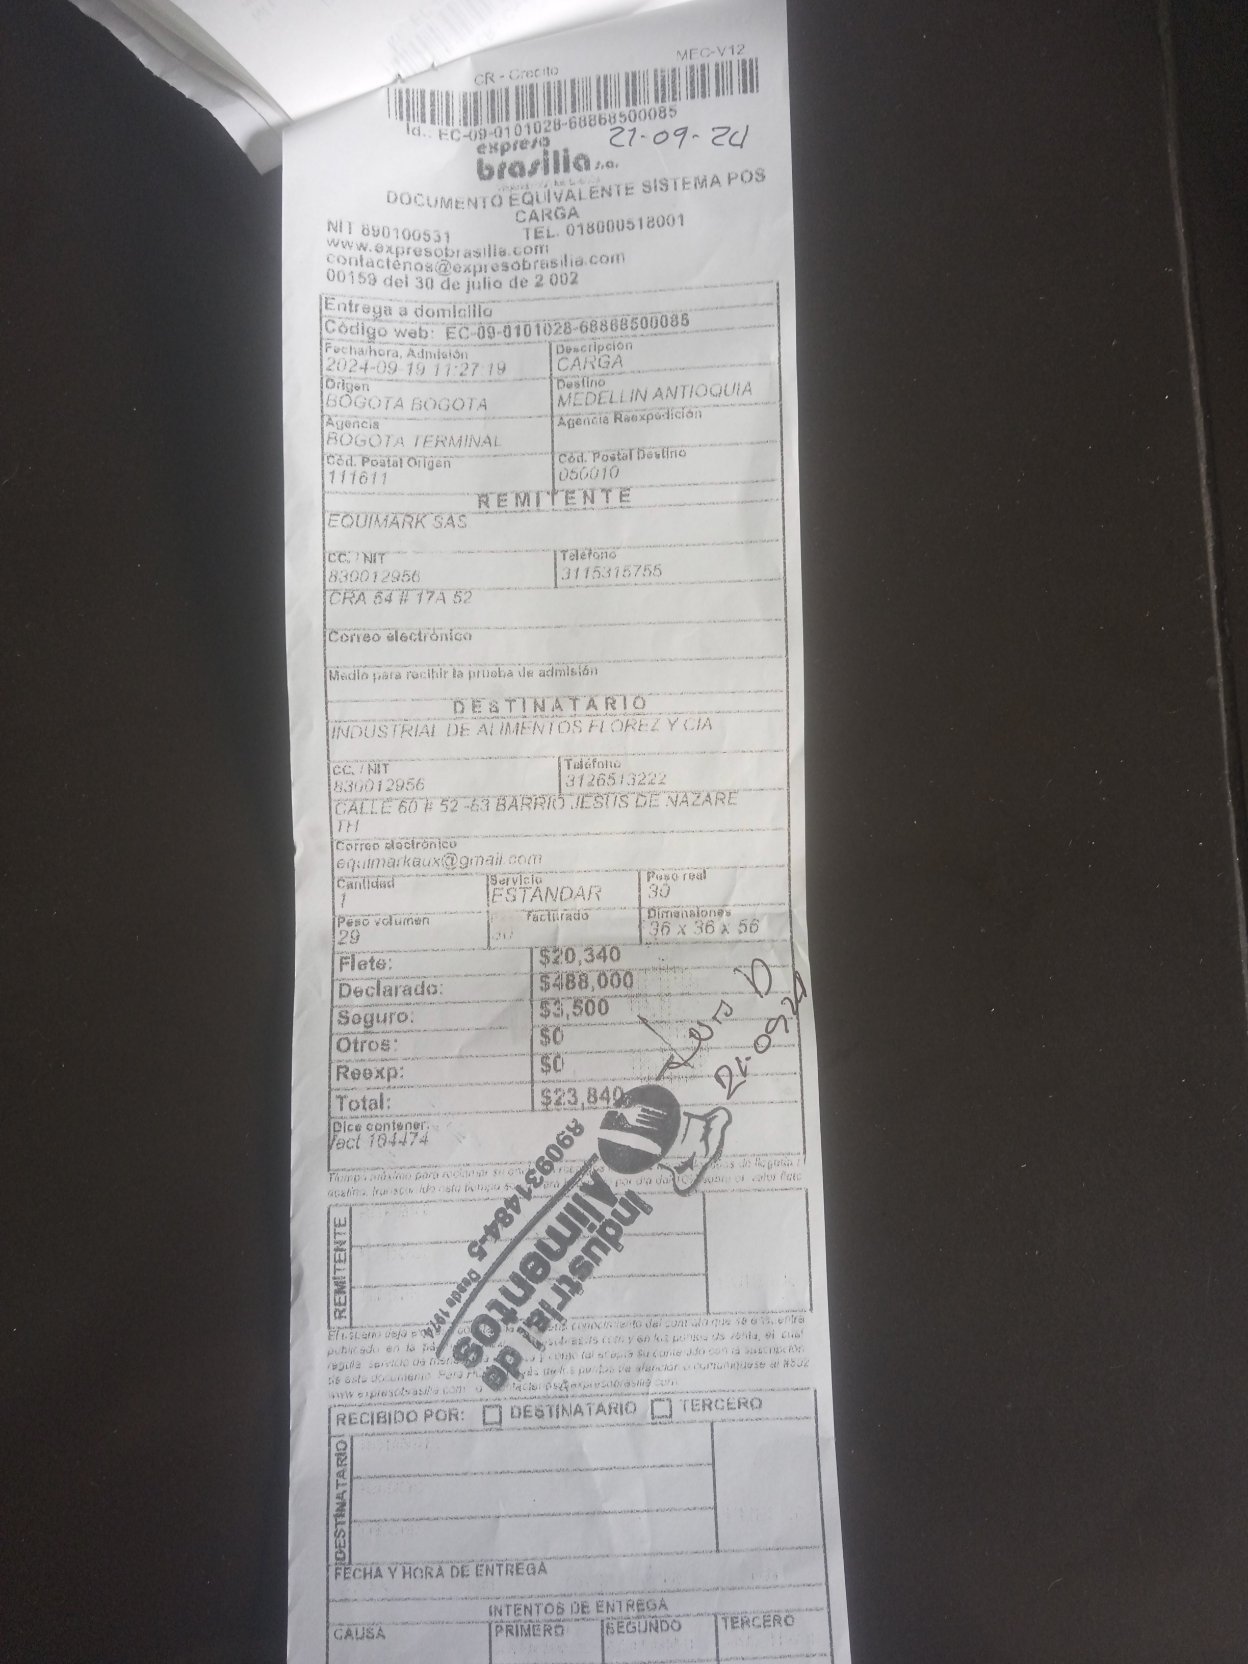 MEC-V12
CR - Crédito
Id.: EC-09-0101028-68868500085
21-09-24
expreso
brasilia s.a.
DOCUMENTO EQUIVALENTE SISTEMA POS
CARGA
NIT 890100531 TEL. 018000518001
www.expresobrasilia.com
contactenos@expresobrasilia.com
00159 del 30 de julio de 2 002
Entrega a domicilio
Código web: EC-09-0101028-68868500085
Fecha/hora, Admisión Descripción
2024-09-19 11:27:19 CARGA
Origen Destino
BOGOTA BOGOTA MEDELLIN ANTIOQUIA
Agencia Agencia Reexpedición
BOGOTA TERMINAL
Cód. Postal Origen Cód. Postal Destino
111611 050010
REMITENTE
EQUIMARK SAS
CC. / NIT Teléfono
830012956 3115315755
CRA 54 # 17A 52
Correo electrónico
Medio para recibir la prueba de admisión
DESTINATARIO
INDUSTRIAL DE ALIMENTOS FLOREZ Y CIA
CC. / NIT Teléfono
830012956 3126513222
CALLE 60 # 52 -63 BARRIO JESUS DE NAZARE
TH
Correo electrónico
equimarkaux@gmail.com
Cantidad Servicio Peso real
1 ESTANDAR 30
Peso volumen facturado Dimensiones
29 36 x 36 x 56
Flete: $20,340
Declarado: $488,000
Seguro: $3,500
Otros: $0
Reexp: $0
Total: $23,840
21-09-24
Dice contener:
fact 104474
890931484-5 Desde 1974
Industrial de
Alimentos
REMITENTE
www.expresobrasilia.com
RECIBIDO POR: DESTINATARIO TERCERO
DESTINATARIO
FECHA Y HORA DE ENTREGA
INTENTOS DE ENTREGA
CAUSA PRIMERO SEGUNDO TERCERO